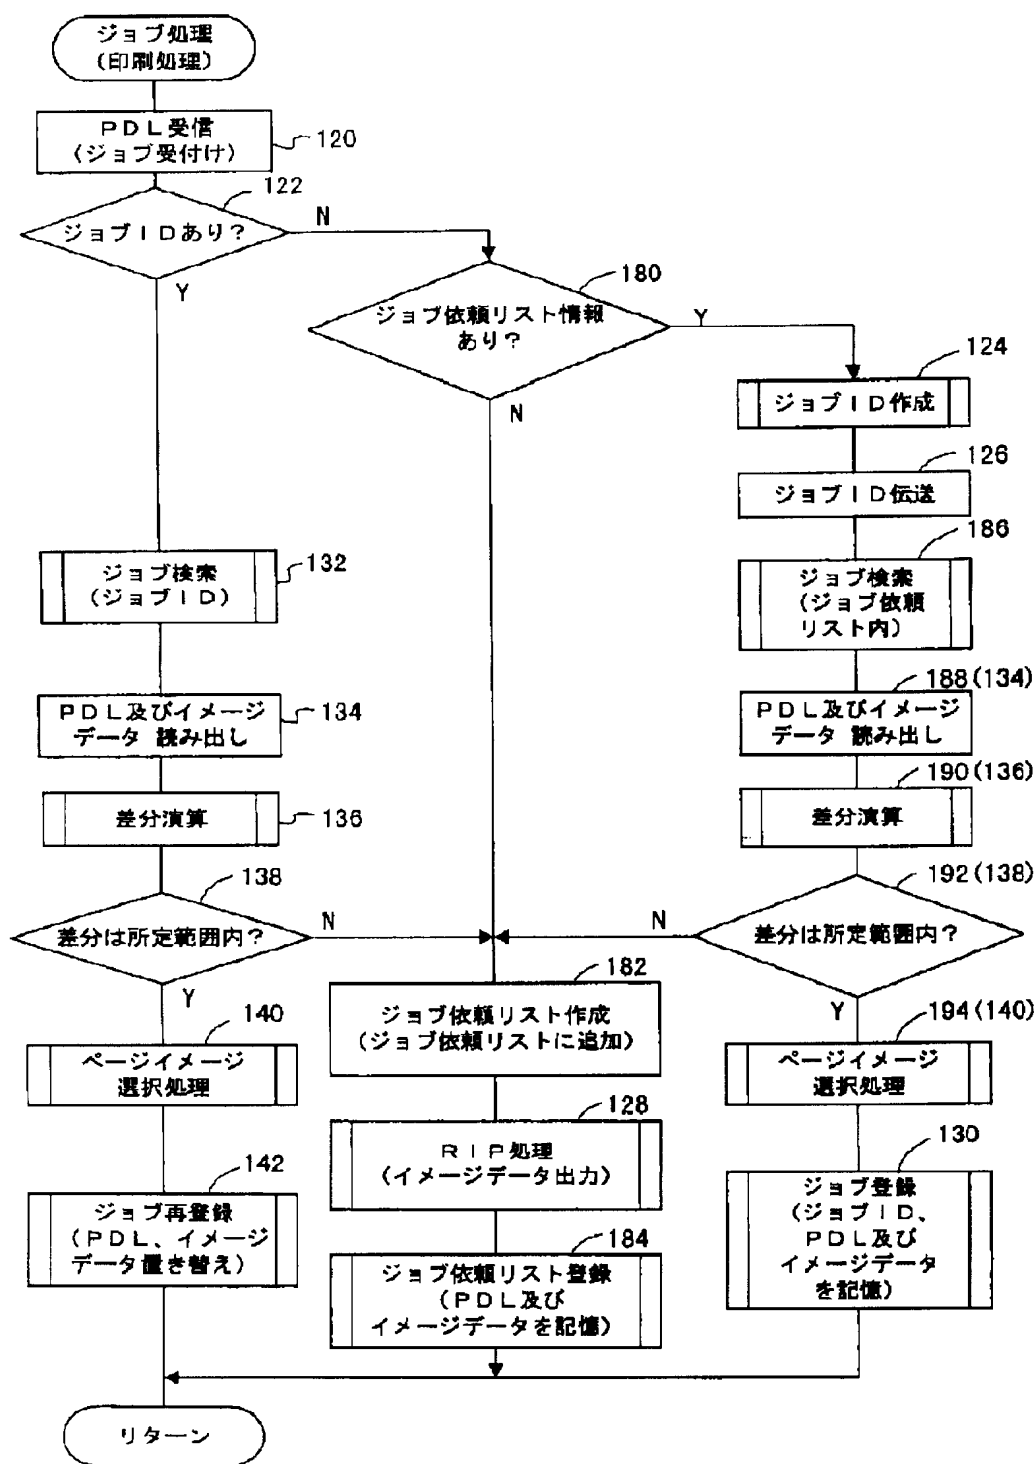 ジョブ処理
(印刷処理)
PDL受信
(ジョブ受付け)
120
122
ジョブIDあり?
N
Y
180
ジョブ依頼リスト情報
あり?
Y
N
124
ジョブID作成
126
ジョブID伝送
186
ジョブ検索
(ジョブ依頼
リスト内)
ジョブ検索
(ジョブID)
132
188(134)
PDL及びイメージ
データ 読み出し
PDL及びイメージ
データ 読み出し
134
190(136)
差分演算
差分演算
136
138
差分は所定範囲内?
N
Y
192(138)
差分は所定範囲内?
N
Y
140
ページイメージ
選択処理
142
ジョブ再登録
(PDL、イメージ
データ置き替え)
182
ジョブ依頼リスト作成
(ジョブ依頼リストに追加)
128
RIP処理
(イメージデータ出力)
184
ジョブ依頼リスト登録
(PDL及び
イメージデータを記憶)
194(140)
ページイメージ
選択処理
130
ジョブ登録
(ジョブID、
PDL及び
イメージデータ
を記憶)
リターン